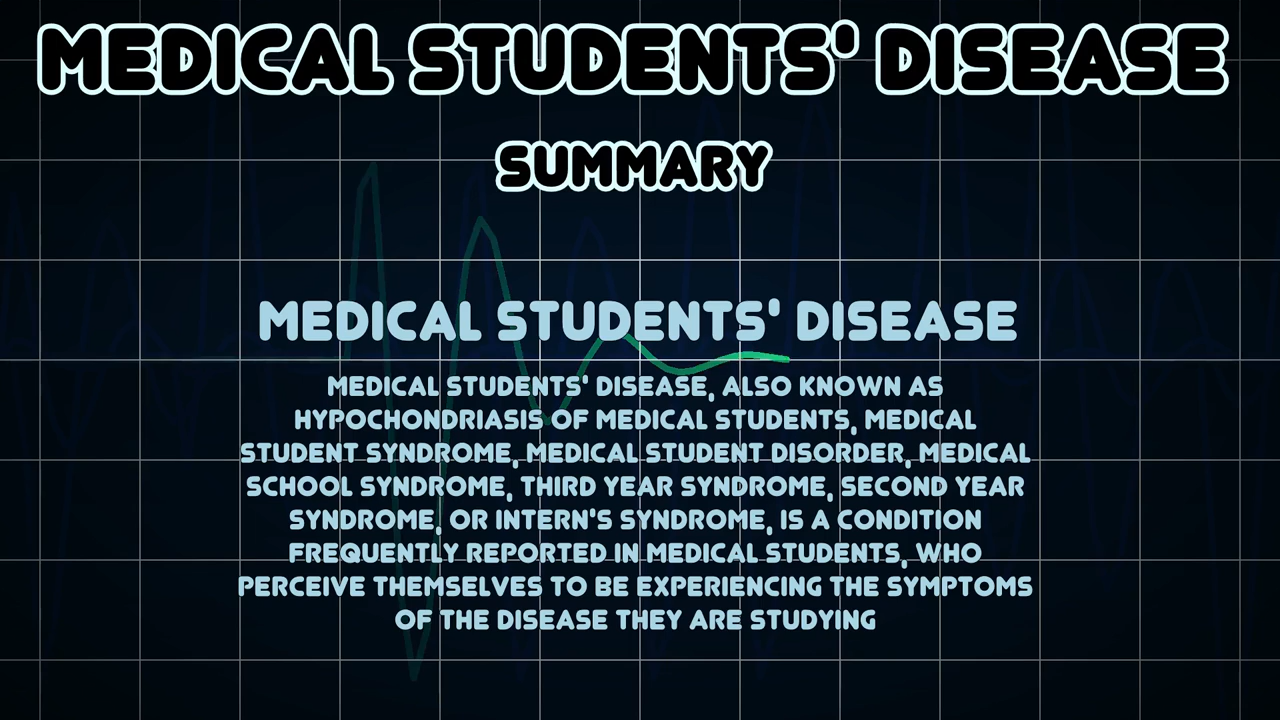 MEDICAL STUDENTS' DISEASE
SUMMARY
MEDICAL STUDENTS' DISEASE
MEDICAL STUDENTS' DISEASE, ALSO KNOWN AS
HYPOCHONDRIASIS OF MEDICAL STUDENTS, MEDICAL
STUDENT SYNDROME, MEDICAL STUDENT DISORDER, MEDICAL
SCHOOL SYNDROME, THIRD YEAR SYNDROME, SECOND YEAR
SYNDROME, OR INTERN'S SYNDROME, IS A CONDITION
FREQUENTLY REPORTED IN MEDICAL STUDENTS, WHO
PERCEIVE THEMSELVES TO BE EXPERIENCING THE SYMPTOMS
OF THE DISEASE THEY ARE STUDYING